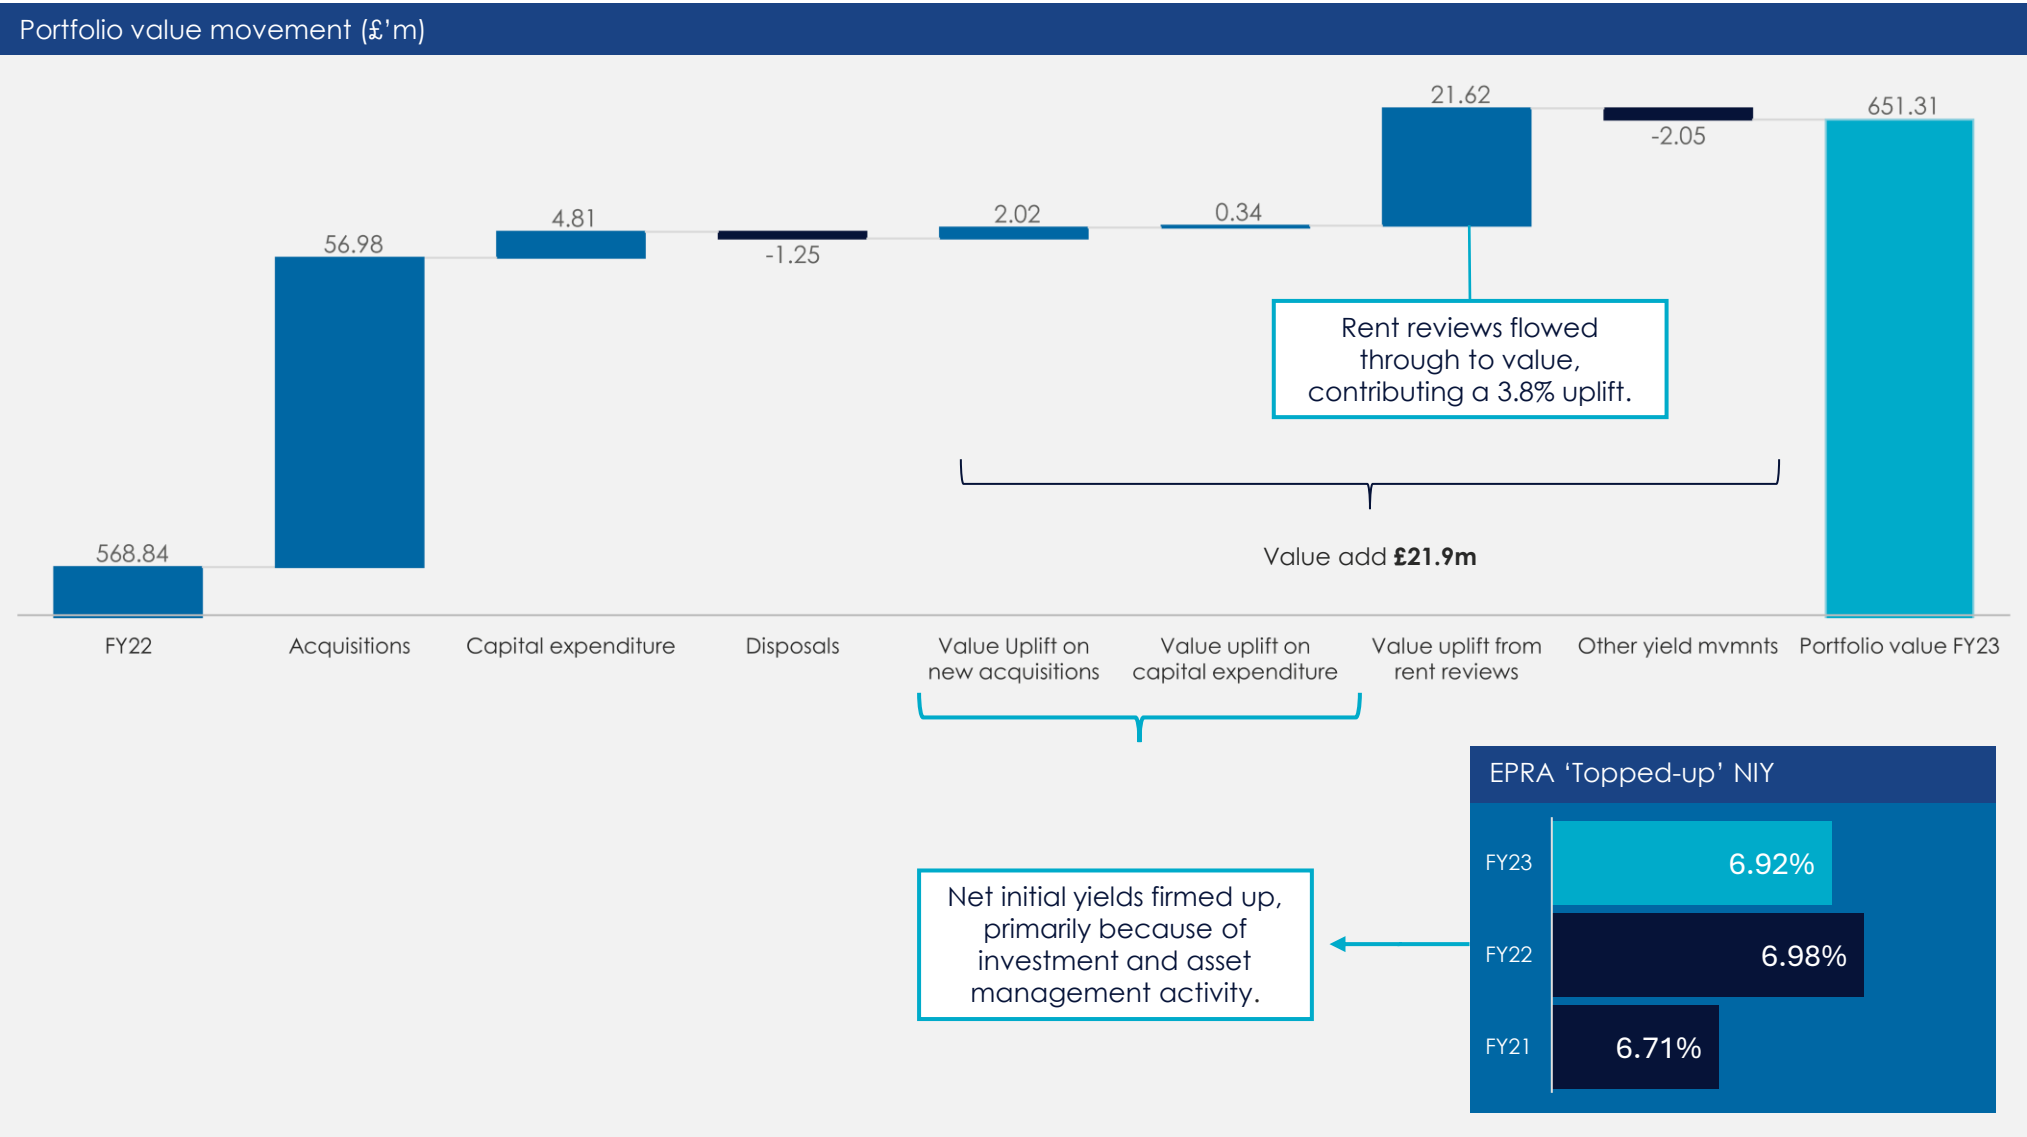 Portfolio value movement (£'m)
568.84
56.98
4.81
-1.25
2.02
0.34
21.62
-2.05
651.31
Rent reviews flowed
through to value,
contributing a 3.8% uplift.
Value add £21.9m
FY22
Acquisitions
Capital expenditure
Disposals
Value Uplift on
new acquisitions
Value uplift on
capital expenditure
Value uplift from
rent reviews
Other yield mvmnts
Portfolio value FY23
Net initial yields firmed up,
primarily because of
investment and asset
management activity.
EPRA ‘Topped-up’ NIY
FY23
6.92%
FY22
6.98%
FY21
6.71%